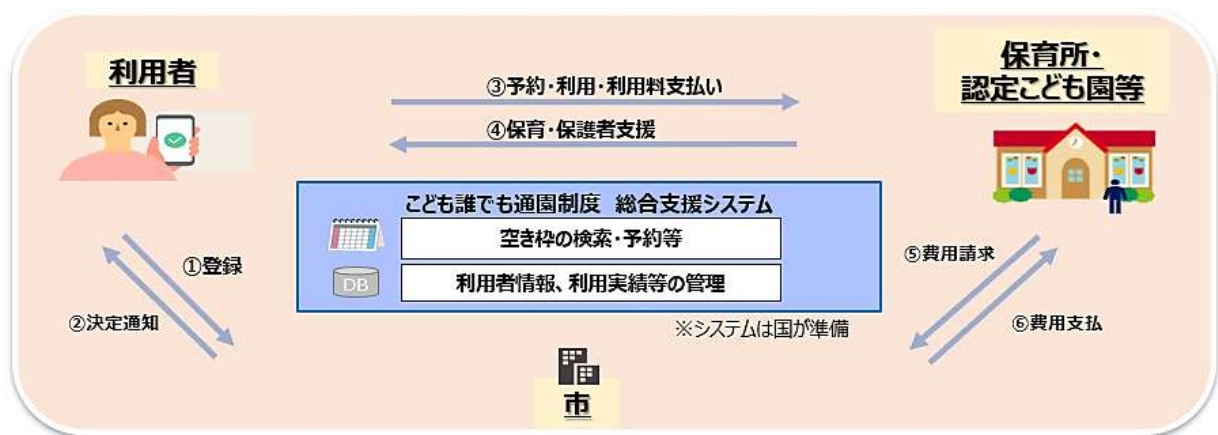 利用者
保育所・
認定こども園等
③予約・利用・利用料支払い
④保育・保護者支援
こども誰でも通園制度 総合支援システム
空き枠の検索・予約等
DB
利用者情報、利用実績等の管理
①登録
②決定通知
⑤費用請求
⑥費用支払
※システムは国が準備
市